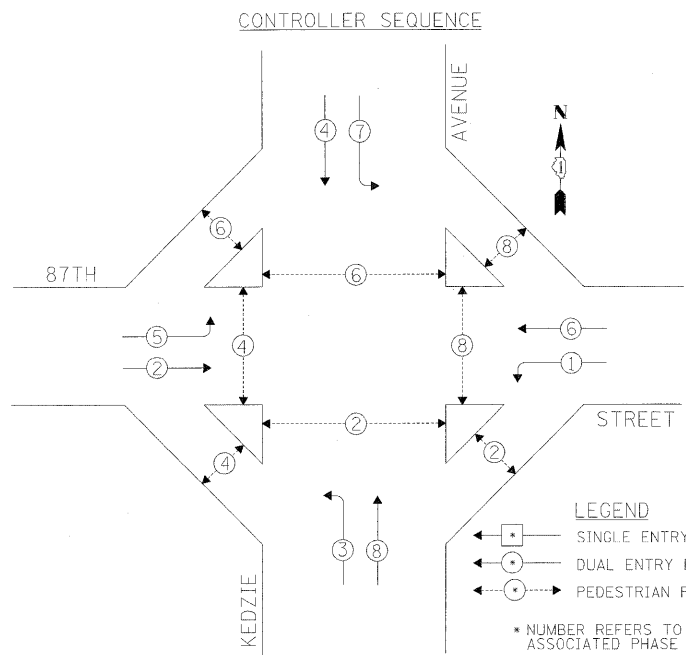 CONTROLLER SEQUENCE
AVENUE
N
4
7
1
6
8
87TH
6
5
6
2
4
8
1
2
STREET
4
2
3
8
KEDZIE
LEGEND
* SINGLE ENTRY
* DUAL ENTRY
* PEDESTRIAN
* NUMBER REFERS TO
ASSOCIATED PHASE